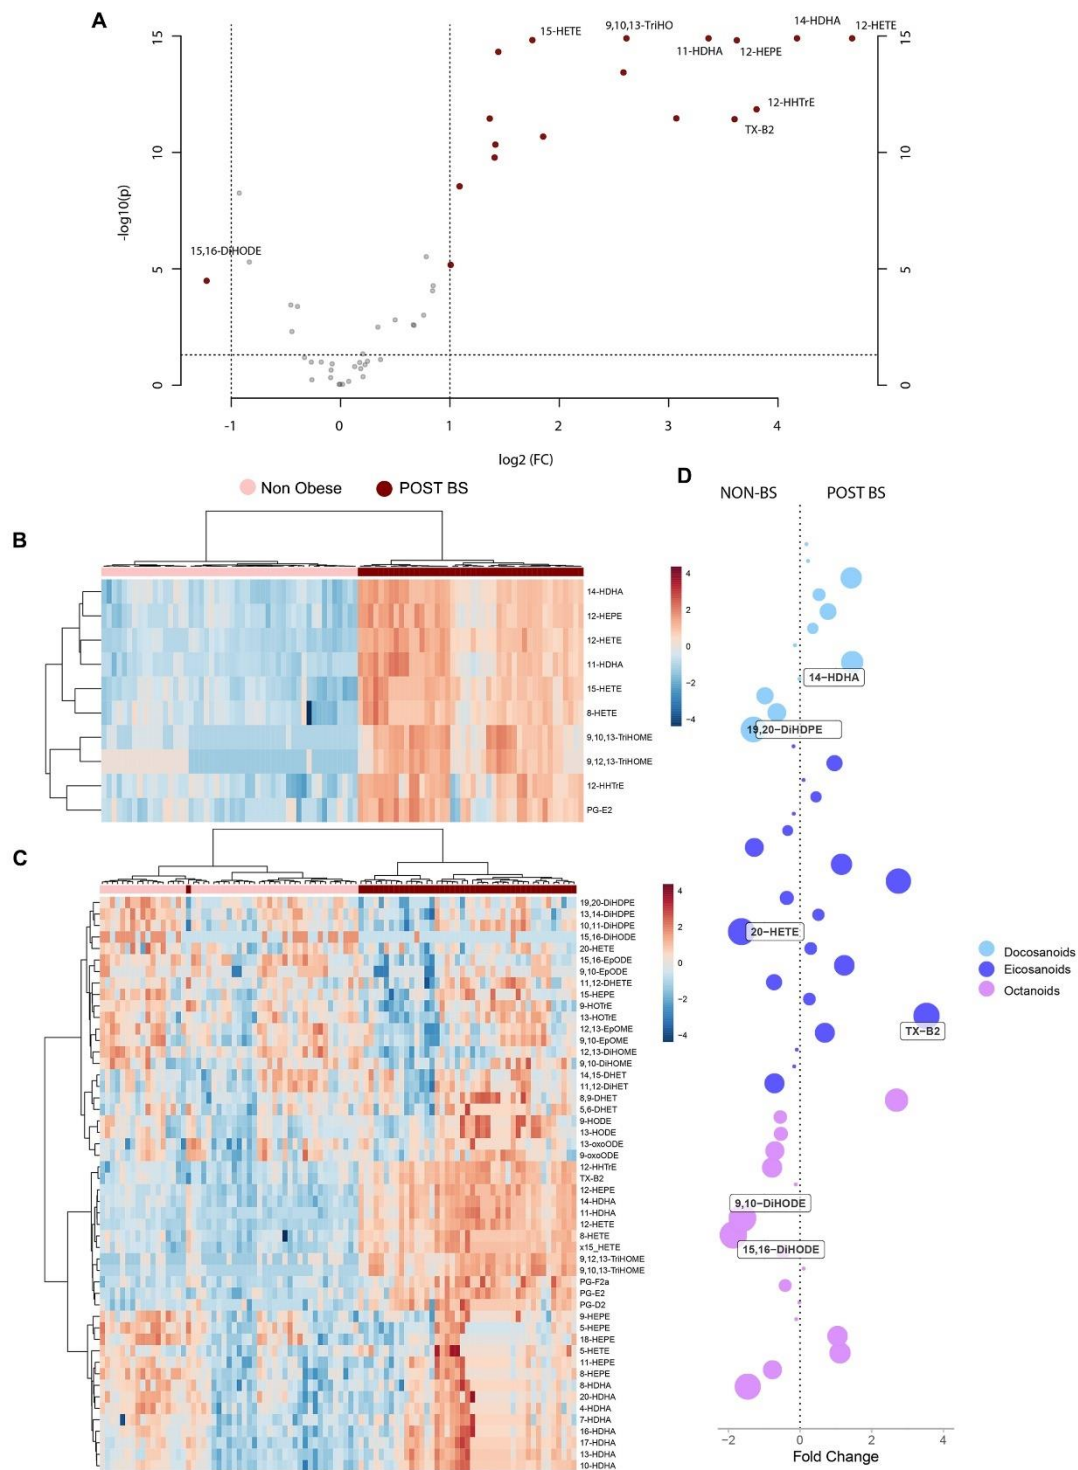 A
15
10
5
0
-log10(p)
15-HETE
9,10,13-TriHO
14-HDHA
12-HETE
11-HDHA
12-HEPE
12-HHTrE
TX-B2
15,16-DiHODE
15
10
5
0
-1
0
1
2
3
4
log2 (FC)
Non Obese
POST BS
B
14-HDHA
12-HEPE
12-HETE
11-HDHA
15-HETE
8-HETE
9,10,13-TriHOME
9,12,13-TriHOME
12-HHTrE
PG-E2
4
2
0
−2
−4
C
19,20-DiHDPE
13,14-DiHDPE
10,11-DiHDPE
15,16-DiHODE
20-HETE
15,16-EpODE
9,10-EpODE
11,12-DHETE
15-HEPE
9-HOTrE
13-HOTrE
12,13-EpOME
9,10-EpOME
12,13-DiHOME
9,10-DiHOME
14,15-DHET
11,12-DiHET
8,9-DHET
5,6-DHET
9-HODE
13-HODE
13-oxoODE
9-oxoODE
12-HHTrE
TX-B2
12-HEPE
14-HDHA
11-HDHA
12-HETE
8-HETE
x15_HETE
9,12,13-TriHOME
9,10,13-TriHOME
PG-F2a
PG-E2
PG-D2
9-HEPE
5-HEPE
18-HEPE
5-HETE
11-HEPE
8-HEPE
8-HDHA
20-HDHA
4-HDHA
7-HDHA
16-HDHA
17-HDHA
13-HDHA
10-HDHA
4
2
0
−2
−4
D
NON-BS
POST BS
14−HDHA
19,20−DiHDPE
20−HETE
TX−B2
9,10−DiHODE
15,16−DiHODE
−2
0
2
4
Fold Change
Docosanoids
Eicosanoids
Octanoids